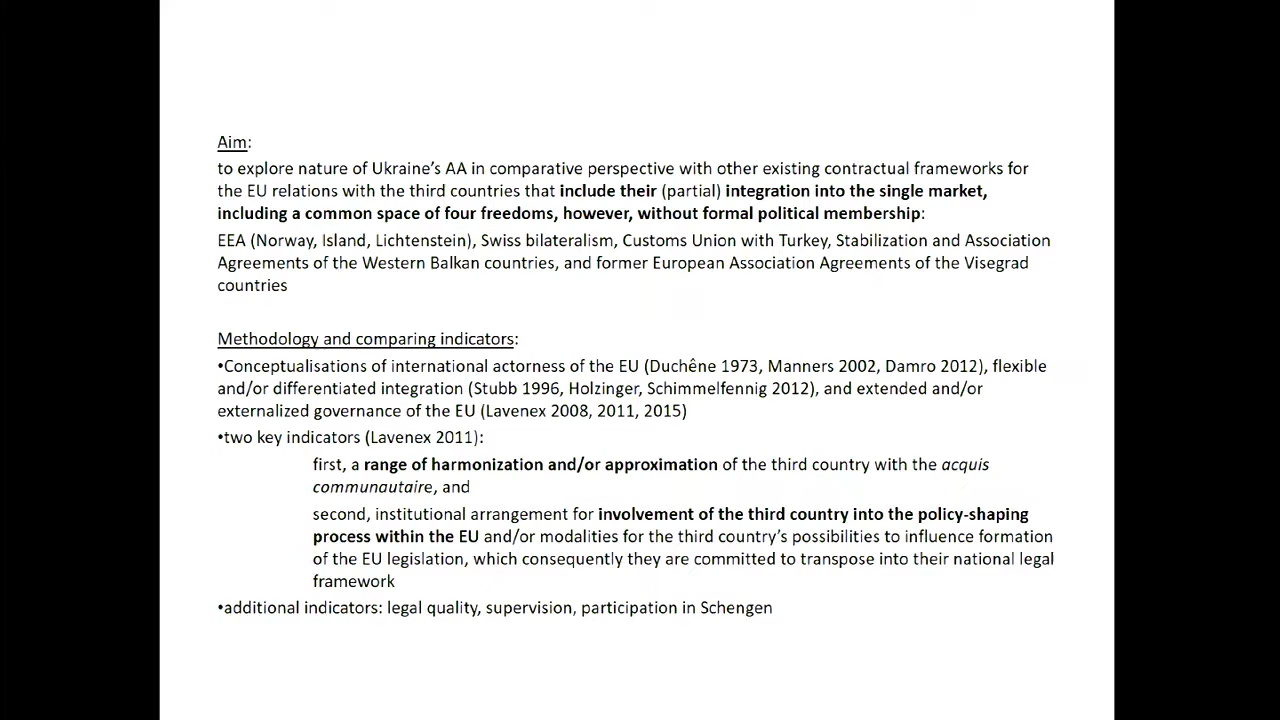 Aim:
to explore nature of Ukraine’s AA in comparative perspective with other existing contractual frameworks for
the EU relations with the third countries that include their (partial) integration into the single market,
including a common space of four freedoms, however, without formal political membership:
EEA (Norway, Island, Lichtenstein), Swiss bilateralism, Customs Union with Turkey, Stabilization and Association
Agreements of the Western Balkan countries, and former European Association Agreements of the Visegrad
countries
Methodology and comparing indicators:
•Conceptualisations of international actorness of the EU (Duchêne 1973, Manners 2002, Damro 2012), flexible
and/or differentiated integration (Stubb 1996, Holzinger, Schimmelfennig 2012), and extended and/or
externalized governance of the EU (Lavenex 2008, 2011, 2015)
•two key indicators (Lavenex 2011):
first, a range of harmonization and/or approximation of the third country with the acquis
communautaire, and
second, institutional arrangement for involvement of the third country into the policy-shaping
process within the EU and/or modalities for the third country’s possibilities to influence formation
of the EU legislation, which consequently they are committed to transpose into their national legal
framework
•additional indicators: legal quality, supervision, participation in Schengen